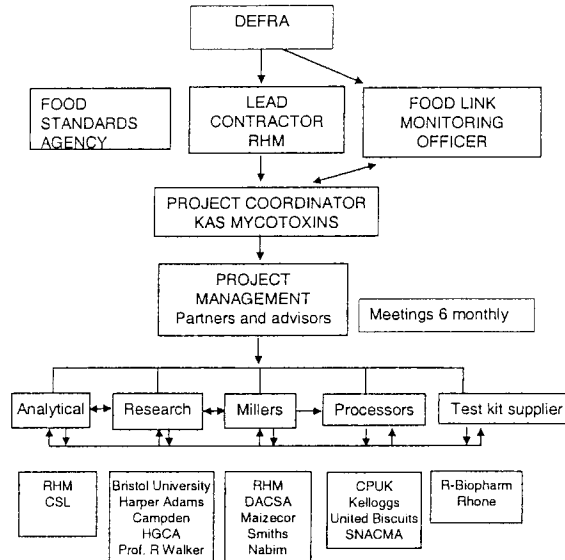 DEFRA
FOOD
STANDARDS
AGENCY
LEAD
CONTRACTOR
RHM
FOOD LINK
MONITORING
OFFICER
PROJECT COORDINATOR
KAS MYCOTOXINS
PROJECT
MANAGEMENT
Partners and advisors
Meetings 6 monthly
Analytical
Research
Millers
Processors
Test kit supplier
RHM
CSL
Bristol University
Harper Adams
Campden
HGCA
Prof. R Walker
RHM
DACSA
Maizecor
Smiths
Nabim
CPUK
Kelloggs
United Biscuits
SNACMA
R-Biopharm
Rhone